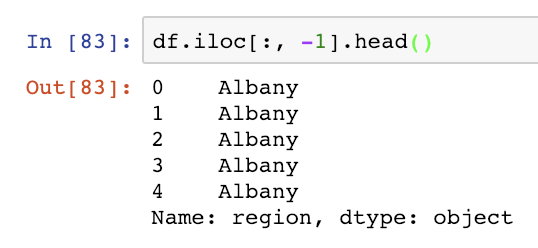 In [83]: df.iloc[:, -1].head()
Out[83]: 0    Albany
1    Albany
2    Albany
3    Albany
4    Albany
Name: region, dtype: object